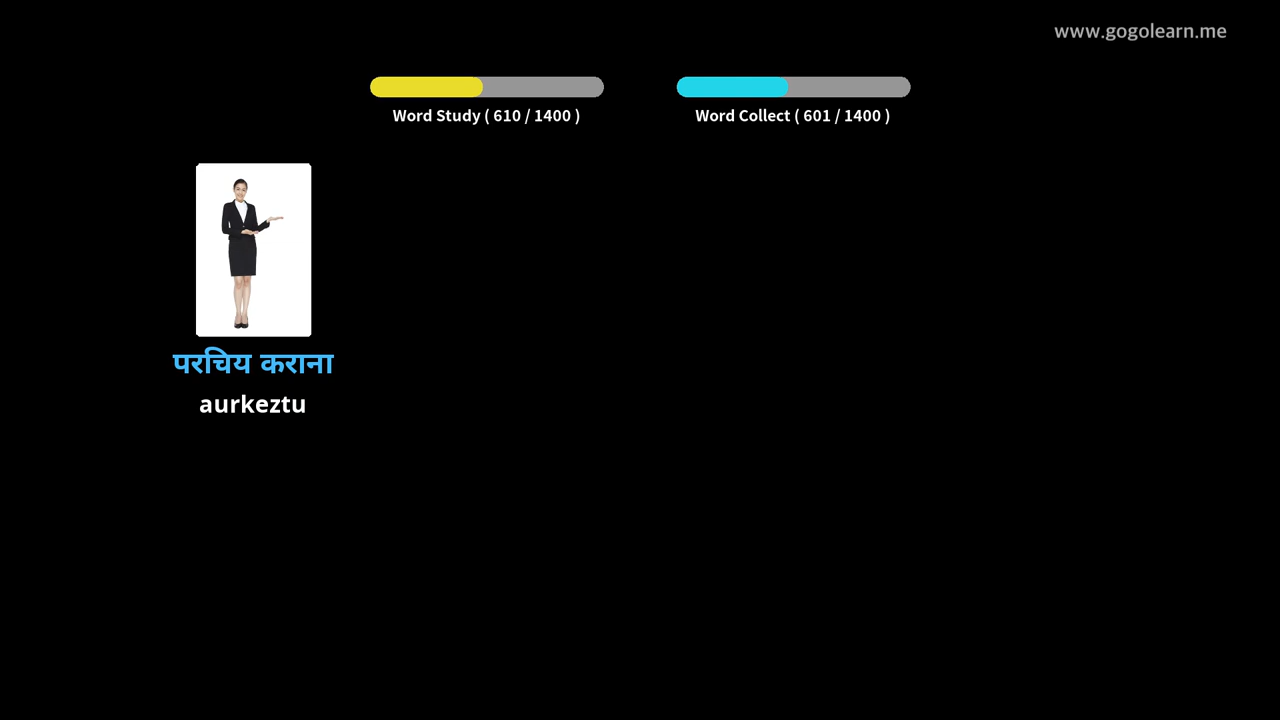 www.gogolearn.me
Word Study ( 610 / 1400 )
Word Collect ( 601 / 1400 )
परिचय कराना
aurkeztu